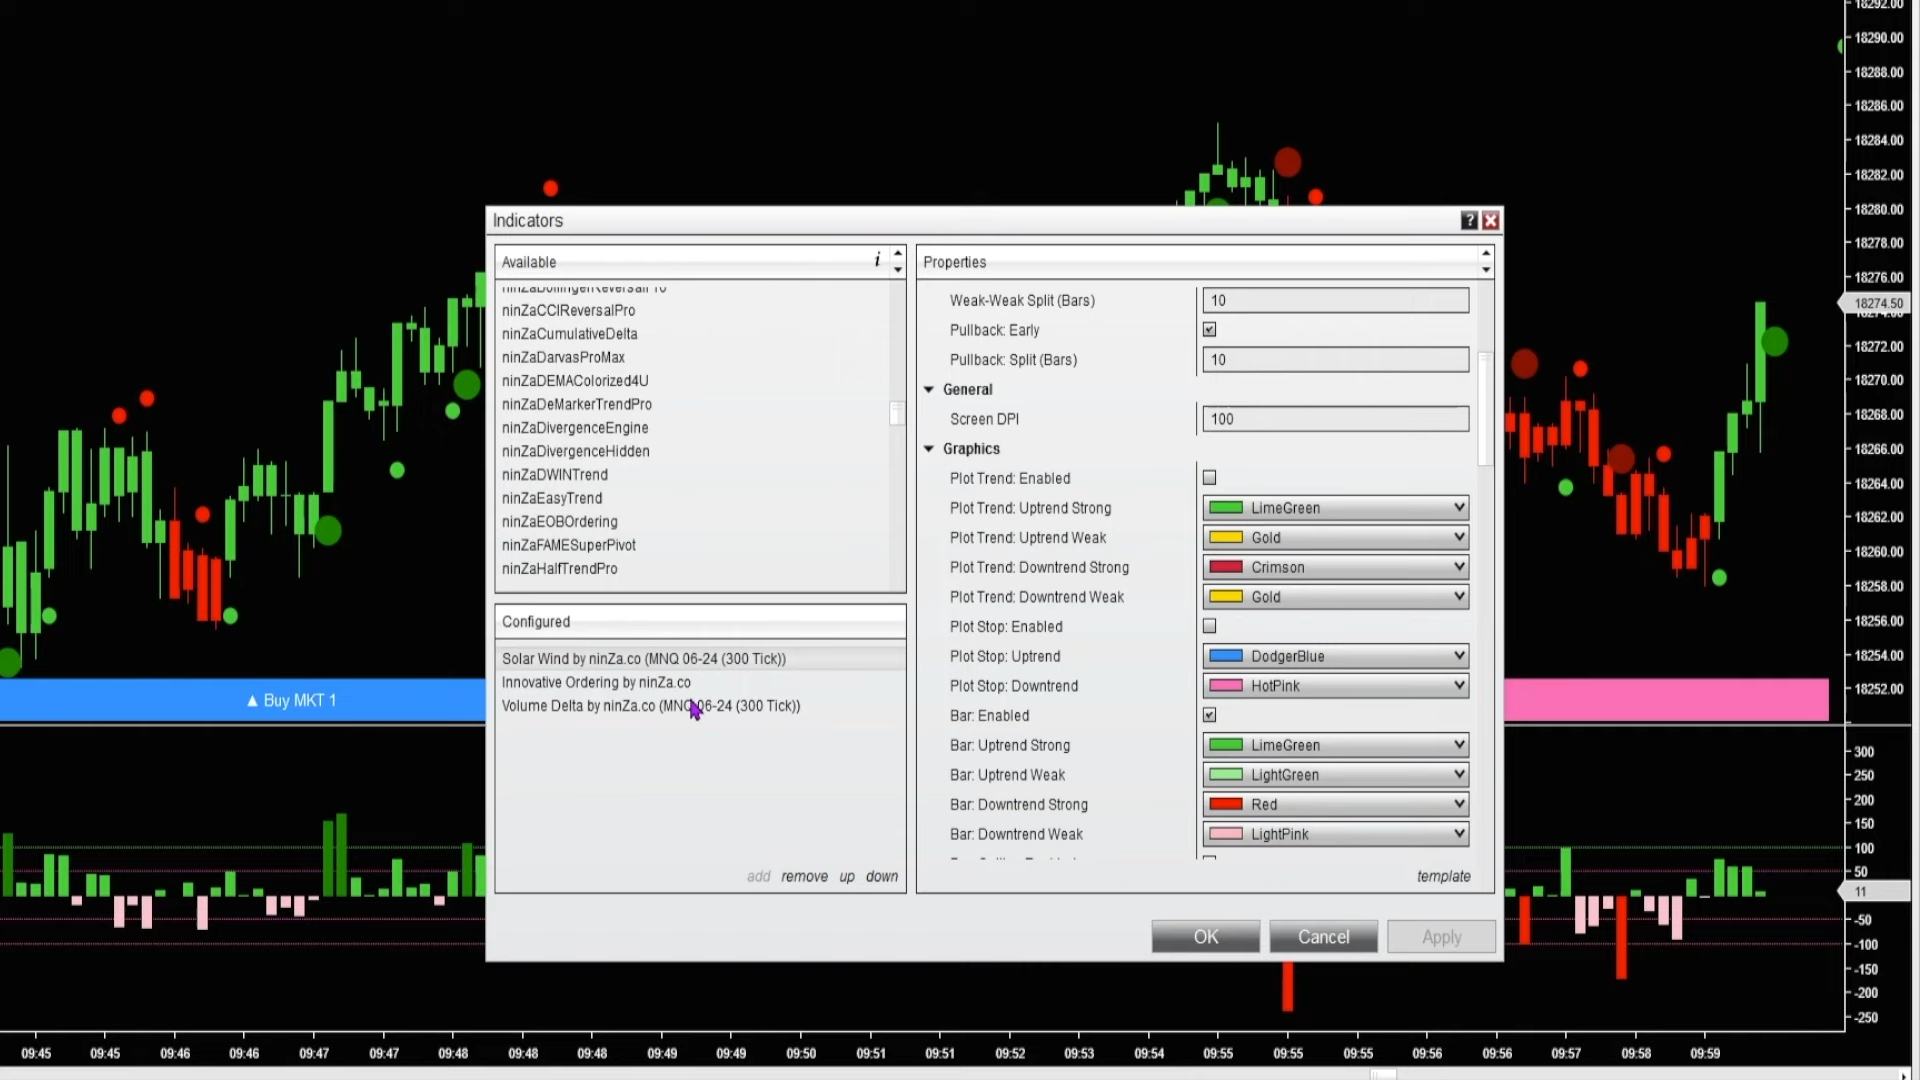 18292.00
18290.00
18288.00
18286.00
18284.00
18282.00
18280.00
18278.00
18276.00
18274.50
18272.00
18270.00
18268.00
18266.00
18264.00
18262.00
18260.00
18258.00
18256.00
18254.00
18252.00
Indicators
?
Available
i
ninZaCCIReversalPro
ninZaCumulativeDelta
ninZaDarvasProMax
ninZaDEMAColorized4U
ninZaDeMarkerTrendPro
ninZaDivergenceEngine
ninZaDivergenceHidden
ninZaDWINTrend
ninZaEasyTrend
ninZaEOBOrdering
ninZaFAMESuperPivot
ninZaHalfTrendPro
Configured
Solar Wind by ninZa.co (MNQ 06-24 (300 Tick))
Innovative Ordering by ninZa.co
Volume Delta by ninZa.co (MNQ 06-24 (300 Tick))
add remove up down
Properties
Weak-Weak Split (Bars) 10
Pullback: Early
Pullback: Split (Bars) 10
General
Screen DPI 100
Graphics
Plot Trend: Enabled
Plot Trend: Uptrend Strong LimeGreen
Plot Trend: Uptrend Weak Gold
Plot Trend: Downtrend Strong Crimson
Plot Trend: Downtrend Weak Gold
Plot Stop: Enabled
Plot Stop: Uptrend DodgerBlue
Plot Stop: Downtrend HotPink
Bar: Enabled
Bar: Uptrend Strong LimeGreen
Bar: Uptrend Weak LightGreen
Bar: Downtrend Strong Red
Bar: Downtrend Weak LightPink
template
OK Cancel Apply
▲ Buy MKT 1
300
250
200
150
100
50
11
-50
-100
-150
-200
-250
09:45 09:45 09:46 09:46 09:47 09:47 09:48 09:48 09:48 09:49 09:49 09:50 09:51 09:51 09:52 09:53 09:54 09:55 09:55 09:55 09:56 09:56 09:57 09:58 09:59